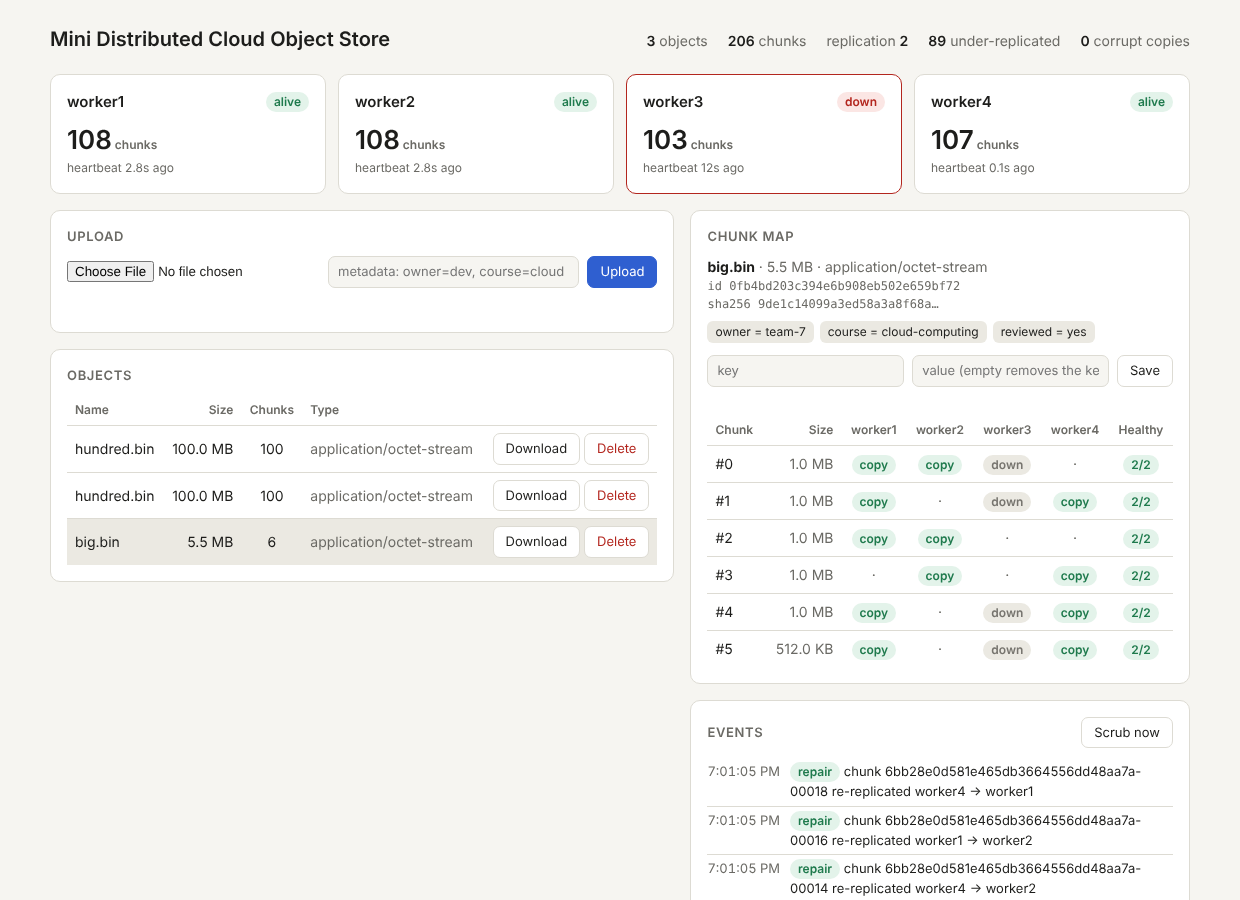 Mini Distributed Cloud Object Store
3 objects 206 chunks replication 2 89 under-replicated 0 corrupt copies
worker1 alive
108 chunks
heartbeat 2.8s ago
worker2 alive
108 chunks
heartbeat 2.8s ago
worker3 down
103 chunks
heartbeat 12s ago
worker4 alive
107 chunks
heartbeat 0.1s ago
UPLOAD
Choose File No file chosen metadata: owner=dev, course=cloud Upload
OBJECTS
Name Size Chunks Type
hundred.bin 100.0 MB 100 application/octet-stream Download Delete
hundred.bin 100.0 MB 100 application/octet-stream Download Delete
big.bin 5.5 MB 6 application/octet-stream Download Delete
CHUNK MAP
big.bin · 5.5 MB · application/octet-stream
id 0fb4bd203c394e6b908eb502e659bf72
sha256 9de1c14099a3ed58a3a8f68a…
owner = team-7 course = cloud-computing reviewed = yes
key value (empty removes the ke Save
Chunk Size worker1 worker2 worker3 worker4 Healthy
#0 1.0 MB copy copy down · 2/2
#1 1.0 MB copy · down copy 2/2
#2 1.0 MB copy copy · · 2/2
#3 1.0 MB · copy · copy 2/2
#4 1.0 MB copy · down copy 2/2
#5 512.0 KB copy · down copy 2/2
EVENTS Scrub now
7:01:05 PM repair chunk 6bb28e0d581e465db3664556dd48aa7a-
00018 re-replicated worker4 → worker1
7:01:05 PM repair chunk 6bb28e0d581e465db3664556dd48aa7a-
00016 re-replicated worker1 → worker2
7:01:05 PM repair chunk 6bb28e0d581e465db3664556dd48aa7a-
00014 re-replicated worker4 → worker2